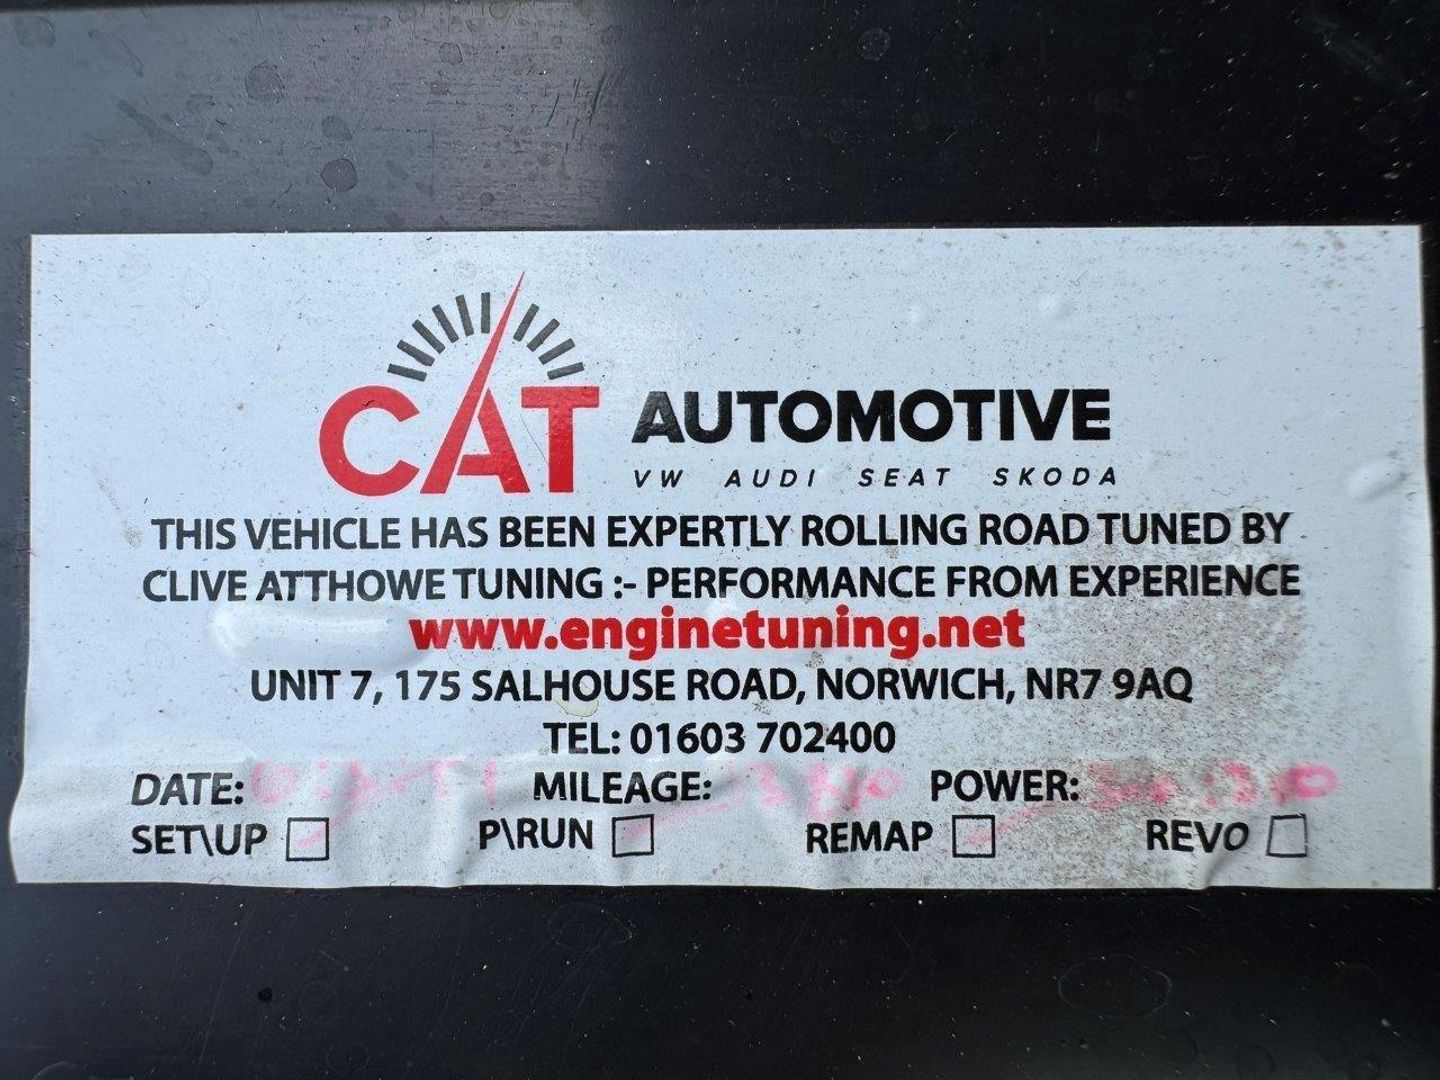 CAT AUTOMOTIVE
VW AUDI SEAT SKODA
THIS VEHICLE HAS BEEN EXPERTLY ROLLING ROAD TUNED BY
CLIVE ATTHOWE TUNING :- PERFORMANCE FROM EXPERIENCE
www.enginetuning.net
UNIT 7, 175 SALHOUSE ROAD, NORWICH, NR7 9AQ
TEL: 01603 702400
DATE: MILEAGE: POWER:
SET\UP P\RUN REMAP REVO